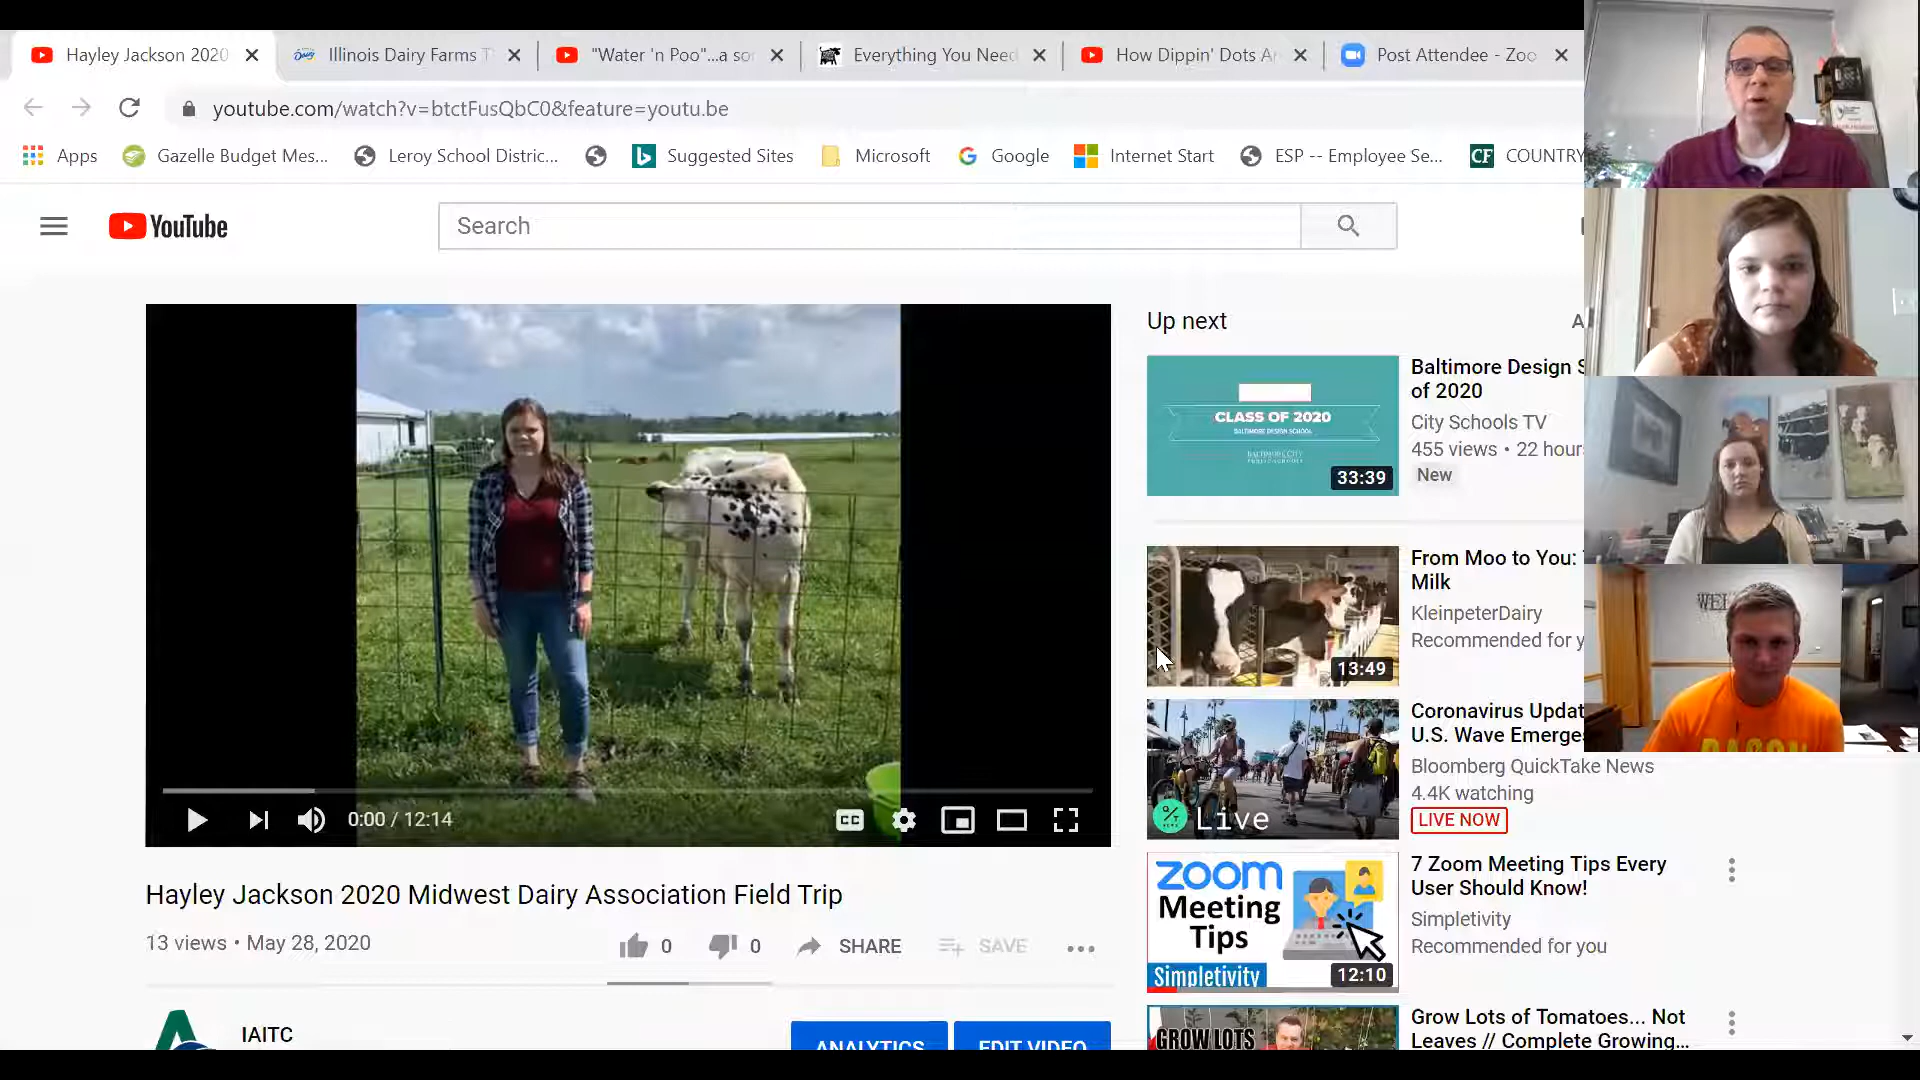 Hayley Jackson 2020
Illinois Dairy Farms T
"Water 'n Poo"...a so
Everything You Need
How Dippin' Dots A
Post Attendee - Zoo
youtube.com/watch?v=btctFusQbC0&feature=youtu.be
Apps
Gazelle Budget Mes...
Leroy School Distric...
Suggested Sites
Microsoft
Google
Internet Start
ESP -- Employee Se...
CF COUNTRY
YouTube
Search
Up next
CLASS OF 2020
BALTIMORE DESIGN SCHOOL
33:39
Baltimore Design S
of 2020
City Schools TV
455 views • 22 hour
New
13:49
From Moo to You:
Milk
KleinpeterDairy
Recommended for y
Live
Coronavirus Updat
U.S. Wave Emerge
Bloomberg QuickTake News
4.4K watching
LIVE NOW
zoom
Meeting
Tips
Simpletivity
12:10
7 Zoom Meeting Tips Every
User Should Know!
Simpletivity
Recommended for you
GROW LOTS
Grow Lots of Tomatoes... Not
Leaves // Complete Growing...
0:00 / 12:14
CC
Hayley Jackson 2020 Midwest Dairy Association Field Trip
13 views • May 28, 2020
0
0
SHARE
SAVE
IAITC
ANALYTICS
EDIT VIDEO